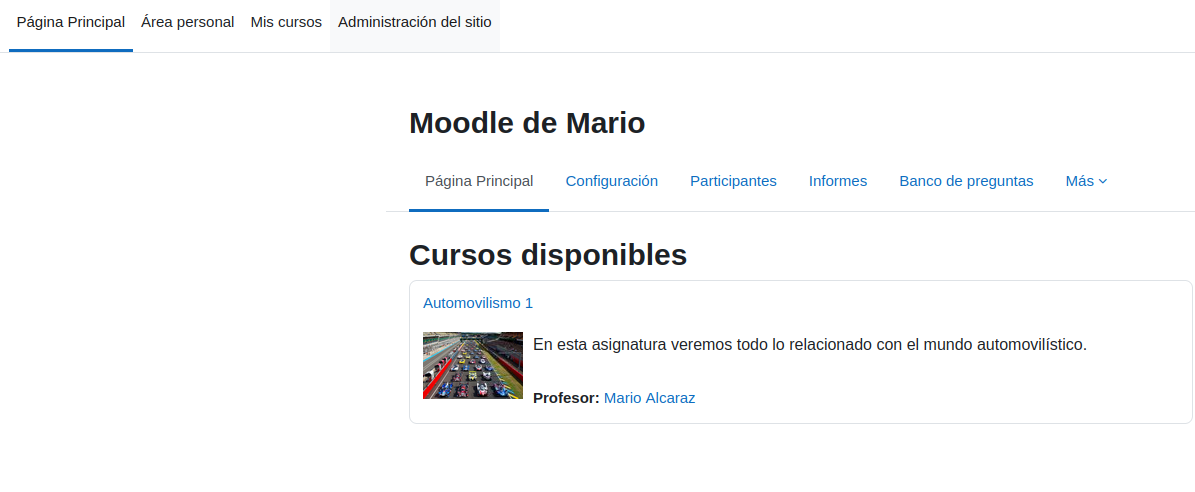 Página Principal Área personal Mis cursos Administración del sitio
Moodle de Mario
Página Principal Configuración Participantes Informes Banco de preguntas Más
Cursos disponibles
Automovilismo 1
En esta asignatura veremos todo lo relacionado con el mundo automovilístico.
Profesor: Mario Alcaraz